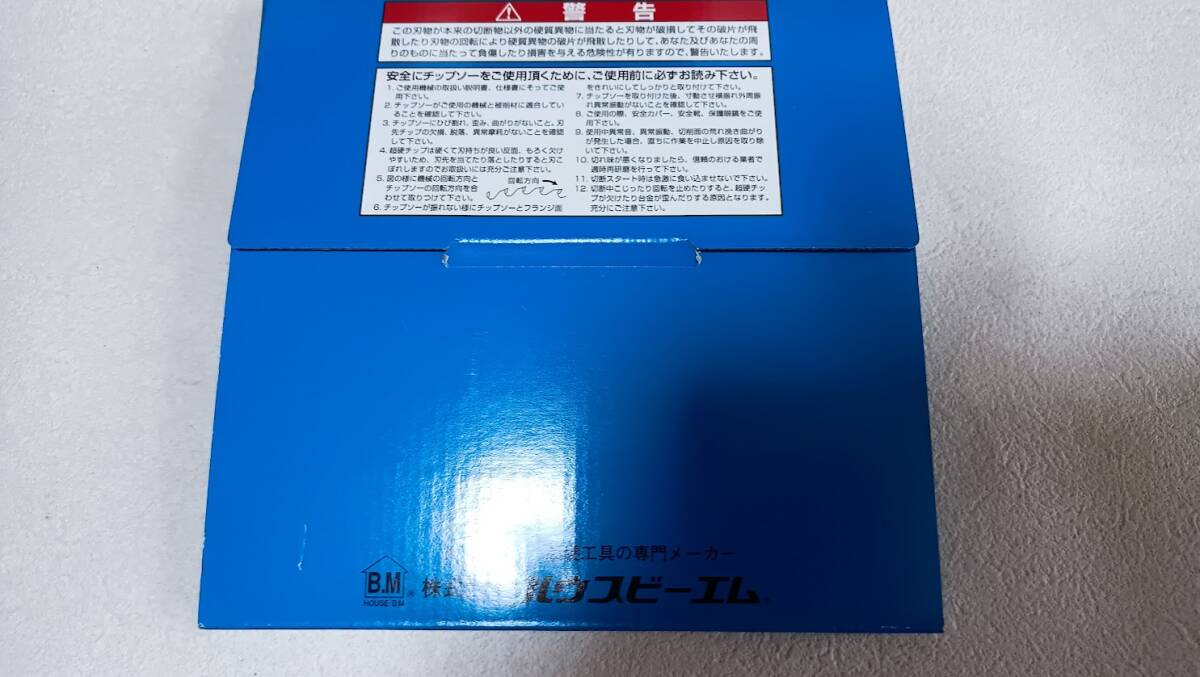 警告
この刃物が本来の切断物以外の硬質異物に当たると刃物が破損してその破片が飛
散したり刃物の回転により硬質異物の破片が飛散したりして、あなた及びあなたの周
りのものに当たって負傷したり損害を与える危険性が有りますので、警告いたします。
安全にチップソーをご使用頂くために、ご使用前に必ずお読み下さい。
1. ご使用機械の取扱い説明書、仕様書にそってご使
用下さい。
2. チップソーがご使用の機械と被削材に適合してい
ることを確認して下さい。
3. チップソーにひび割れ、歪み、曲がりがないこと。刃
先チップの欠損、脱落、異常摩耗がないことを確認
して下さい。
4. 超硬チップは硬くて刃持ちが良い反面、もろく欠け
やすいため、刃先を当てたり落としたりすると刃こ
ぼれしますのでお取扱いには充分ご注意下さい。
5. 図の様に機械の回転方向と
チップソーの回転方向を合
わせて取りつけて下さい。
回転方向
6. チップソーが振れない様にチップソーとフランジ面
をきれいにしてしっかりと取り付けて下さい。
7. チップソーを取り付けた後、寸動させ横振れ外周振
れ異常振動がないことを確認して下さい。
8. ご使用の際、安全カバー、安全靴、保護眼鏡をご使
用下さい。
9. 使用中異常音、異常振動、切削面の荒れ挽き曲がり
が発生した場合、直ちに作業を中止し原因を取り除
いて下さい。
10. 切れ味が悪くなりましたら、信頼のおける業者で
適時再研磨を行って下さい。
11. 切断スタート時は急激に食い込ませないで下さい。
12. 切断中こじったり回転を止めたりすると、超硬チッ
プが欠けたり台金が歪んだりする原因となります。
充分にご注意下さい。
工具の専門メーカー
B.M
HOUSE B.M
®
株式
ハウスビーエム®